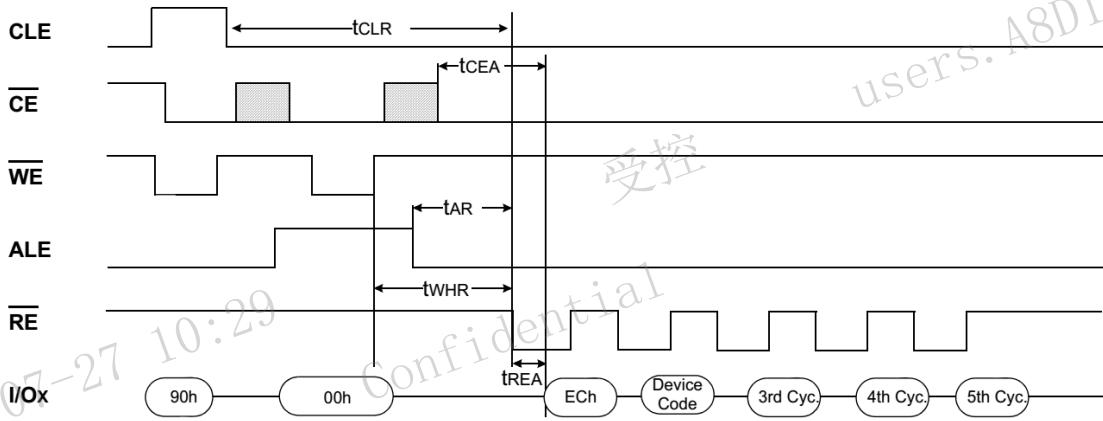 CLE
tCLR
users. A8D1
CE
tCEA
WE
受控
tAR
ALE
tWHR
RE
07-27 10:29
Confidential
tREA
I/Ox
90h
00h
ECh
Device
Code
3rd Cyc.
4th Cyc.
5th Cyc.